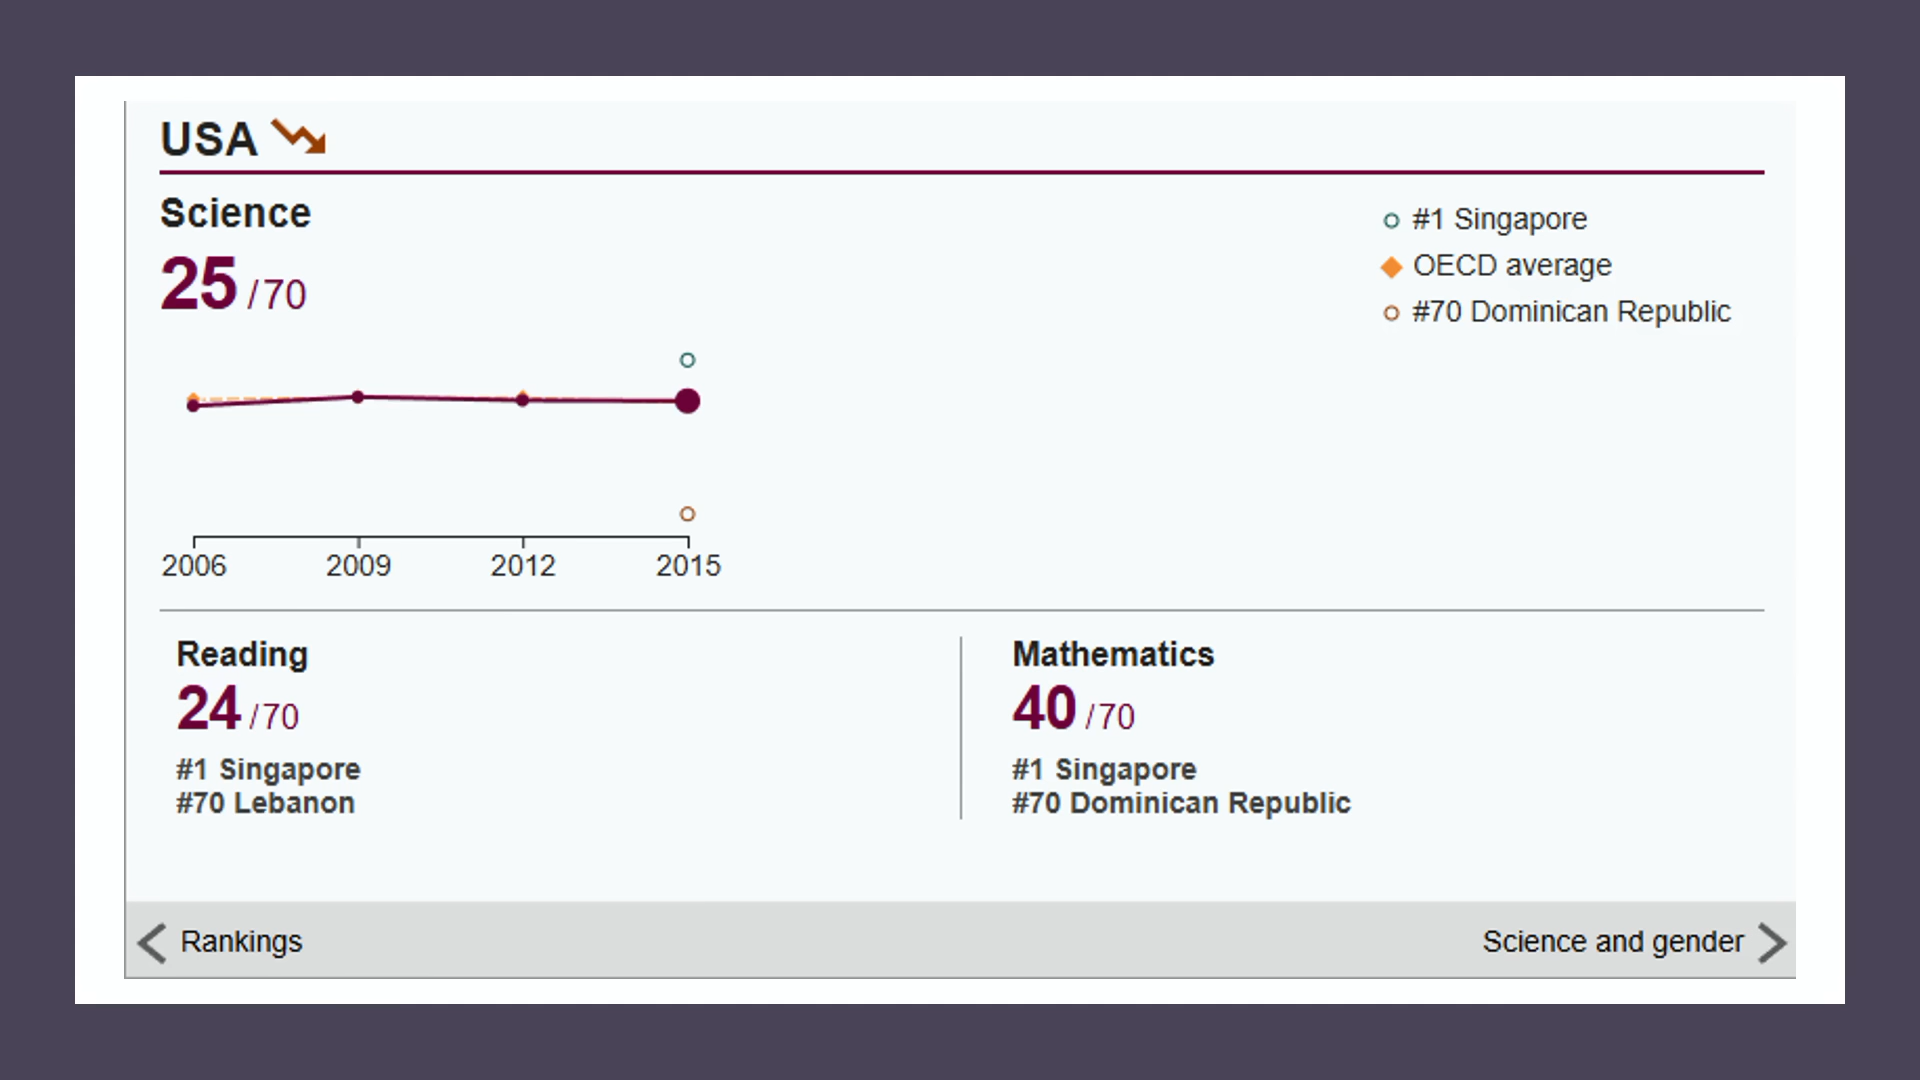 USA
Science
25 /70
#1 Singapore
OECD average
#70 Dominican Republic
2006 2009 2012 2015
Reading
24 /70
#1 Singapore
#70 Lebanon
Mathematics
40 /70
#1 Singapore
#70 Dominican Republic
Rankings
Science and gender